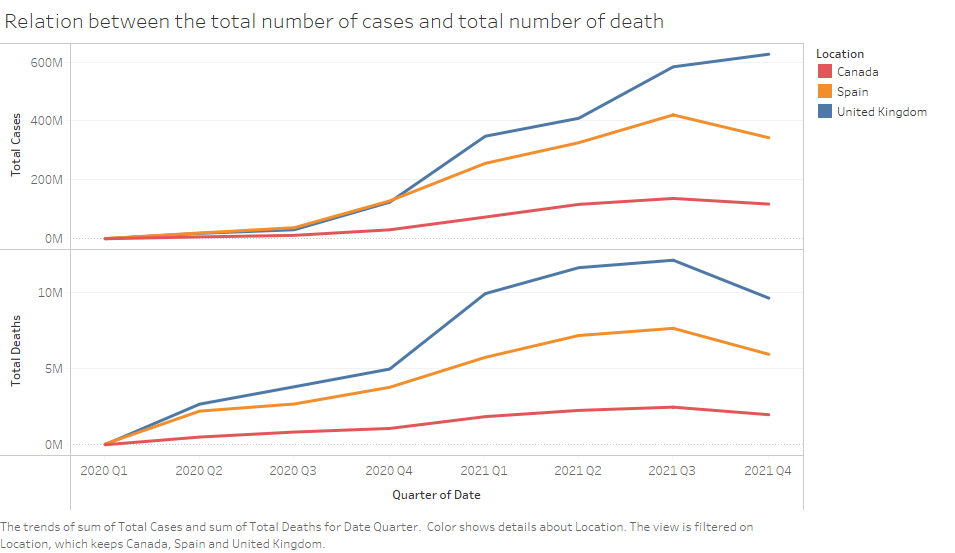 Relation between the total number of cases and total number of death
Location
Canada
Spain
United Kingdom
Total Cases
600M
400M
200M
0M
Total Deaths
10M
5M
0M
2020 Q1 2020 Q2 2020 Q3 2020 Q4 2021 Q1 2021 Q2 2021 Q3 2021 Q4
Quarter of Date
The trends of sum of Total Cases and sum of Total Deaths for Date Quarter.  Color shows details about Location. The view is filtered on
Location, which keeps Canada, Spain and United Kingdom.